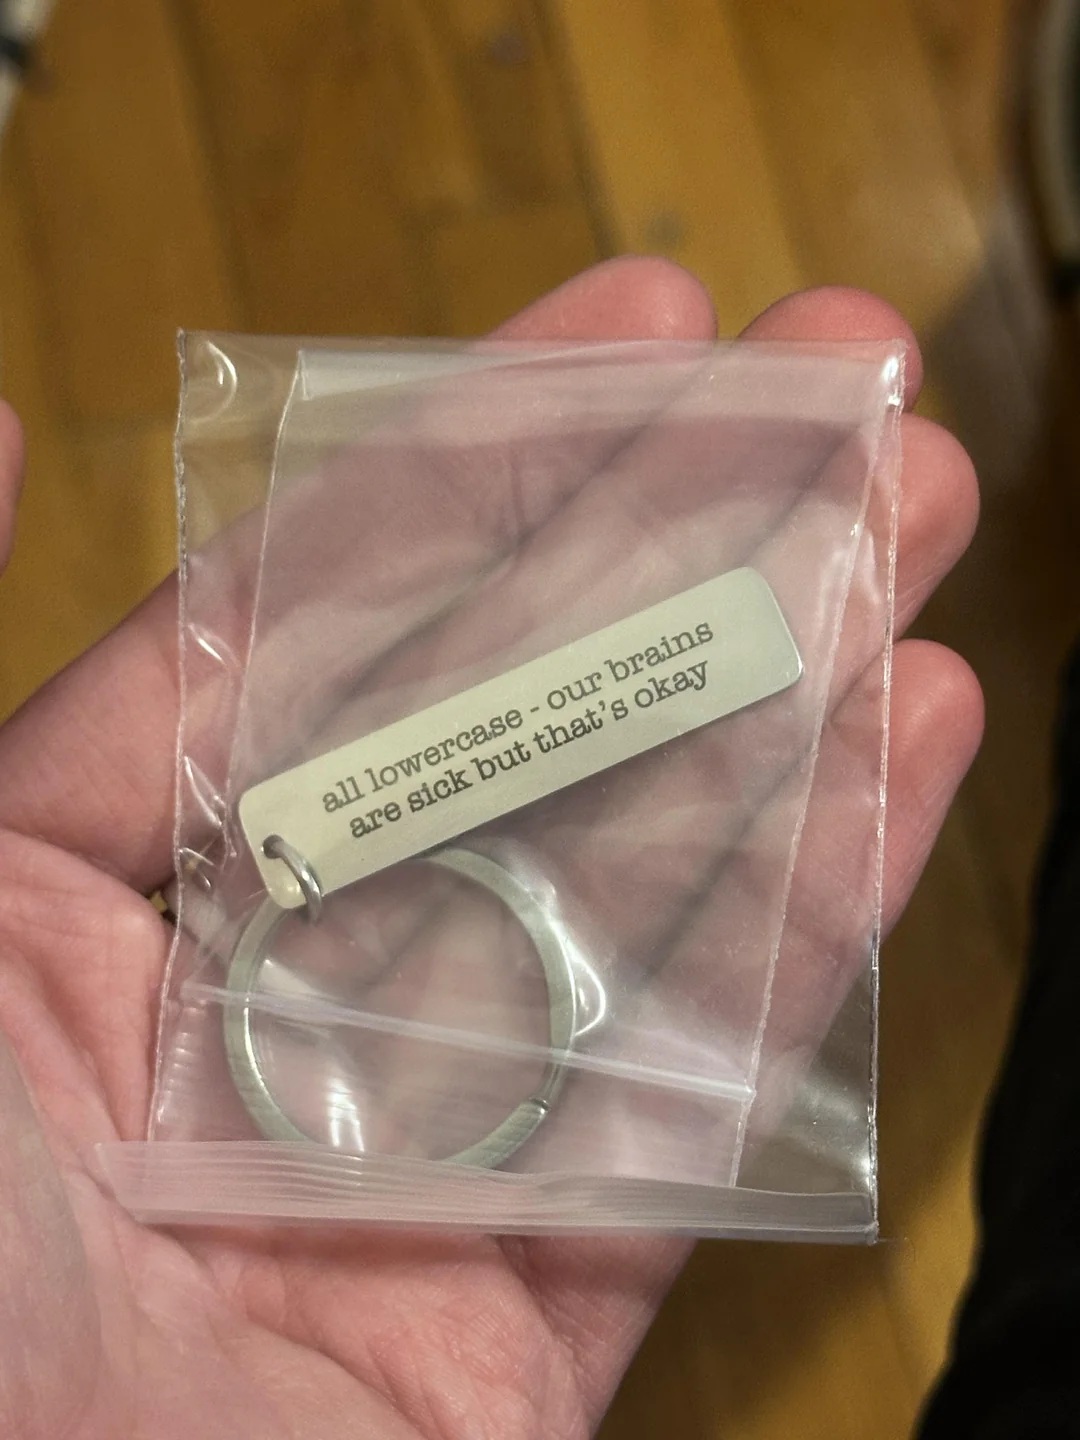 all lowercase - our brains
are sick but that's okay